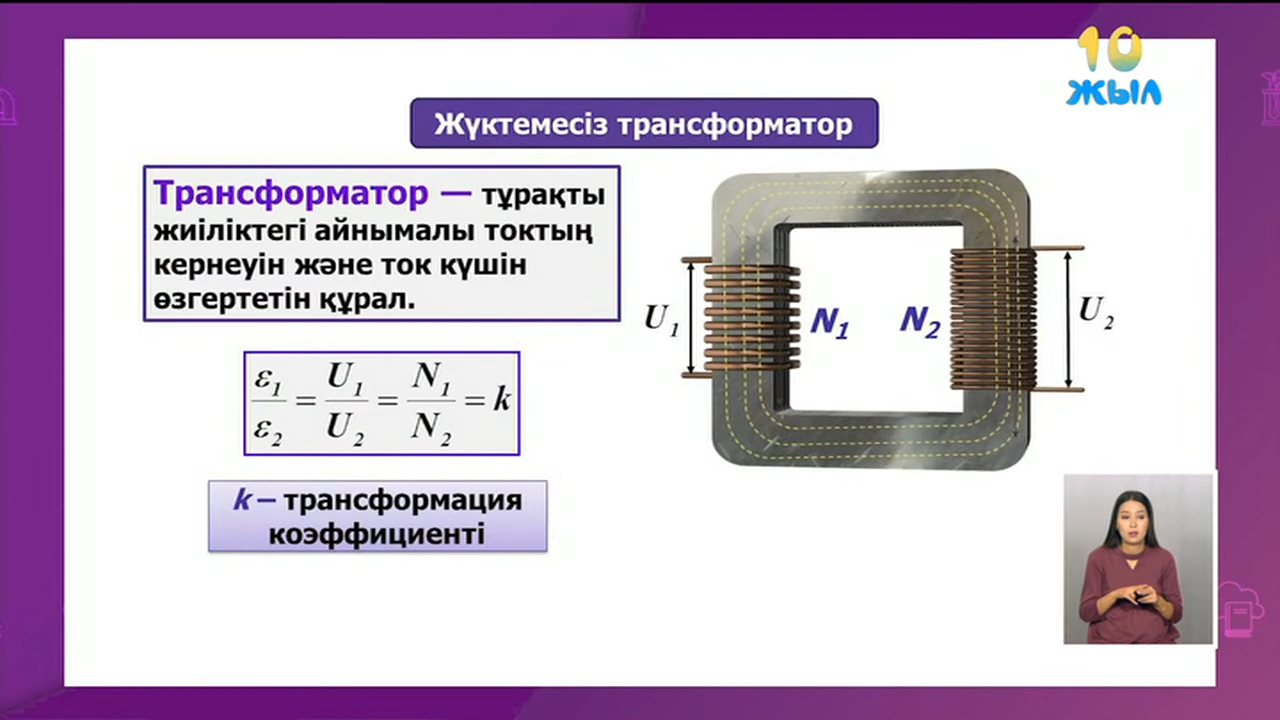 10
ЖЫЛ
Жүктемесіз трансформатор
Трансформатор — тұрақты
жиіліктегі айнымалы токтың
кернеуін және ток күшін
өзгертетін құрал.
ε₁/ε₂ = U₁/U₂ = N₁/N₂ = k
k – трансформация
коэффициенті
U₁
N₁
N₂
U₂